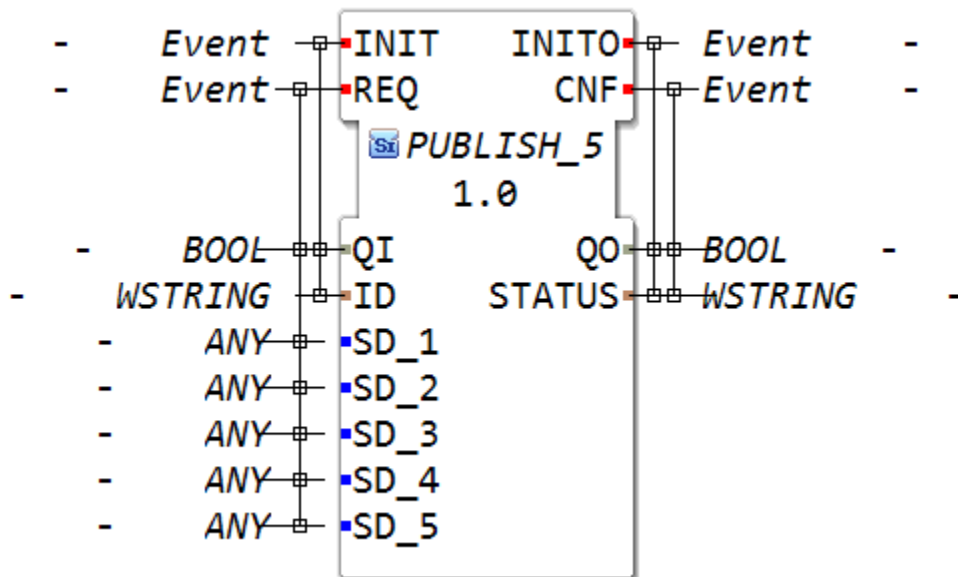 - Event INIT INITO Event -
- Event REQ CNF Event -
Si PUBLISH_5
1.0
- BOOL QI QO BOOL -
- WSTRING ID STATUS WSTRING -
- ANY SD_1
- ANY SD_2
- ANY SD_3
- ANY SD_4
- ANY SD_5